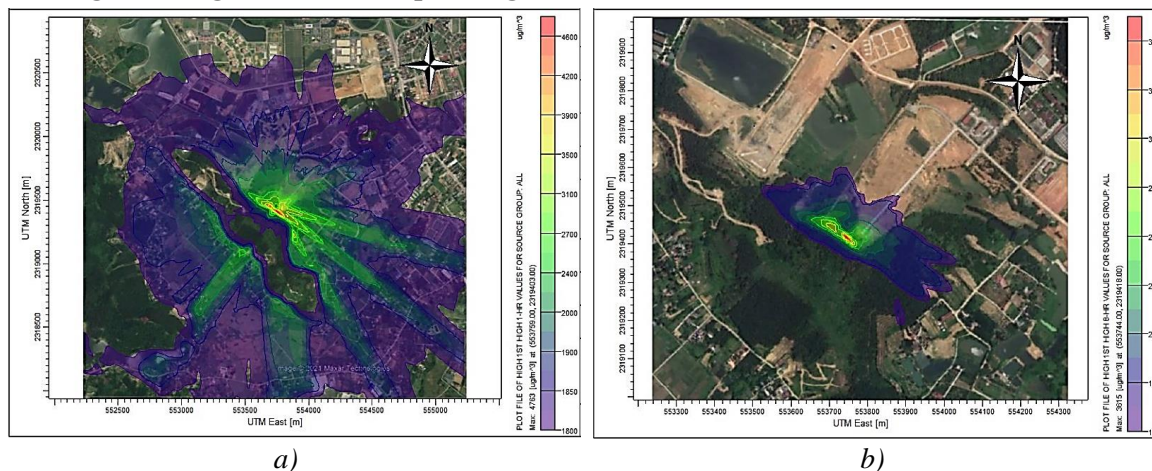 ug/m^3
4600
4200
3900
3500
3100
2700
2400
2000
1900
1850
1800
PLOT FILE OF HIGH 1ST HIGH 1-HR VALUES FOR SOURCE GROUP: ALL
Max: 4763 [ug/m^3] at (553759.00, 2319403.00)
N
UTM North [m]
2320500
2320000
2319500
2319000
2318500
Image © 2021 Maxar Technologies
552500 553000 553500 554000 554500 555000
UTM East [m]
a)
ug/m^3
PLOT FILE OF HIGH 1ST HIGH 8-HR VALUES FOR SOURCE GROUP: ALL
Max: 3615 [ug/m^3] at (553744.00, 2319418.00)
N
UTM North [m]
2319900
2319800
2319700
2319600
2319500
2319400
2319300
2319200
2319100
553300 553400 553500 553600 553700 553800 553900 554000 554100 554200 554300
UTM East [m]
b)